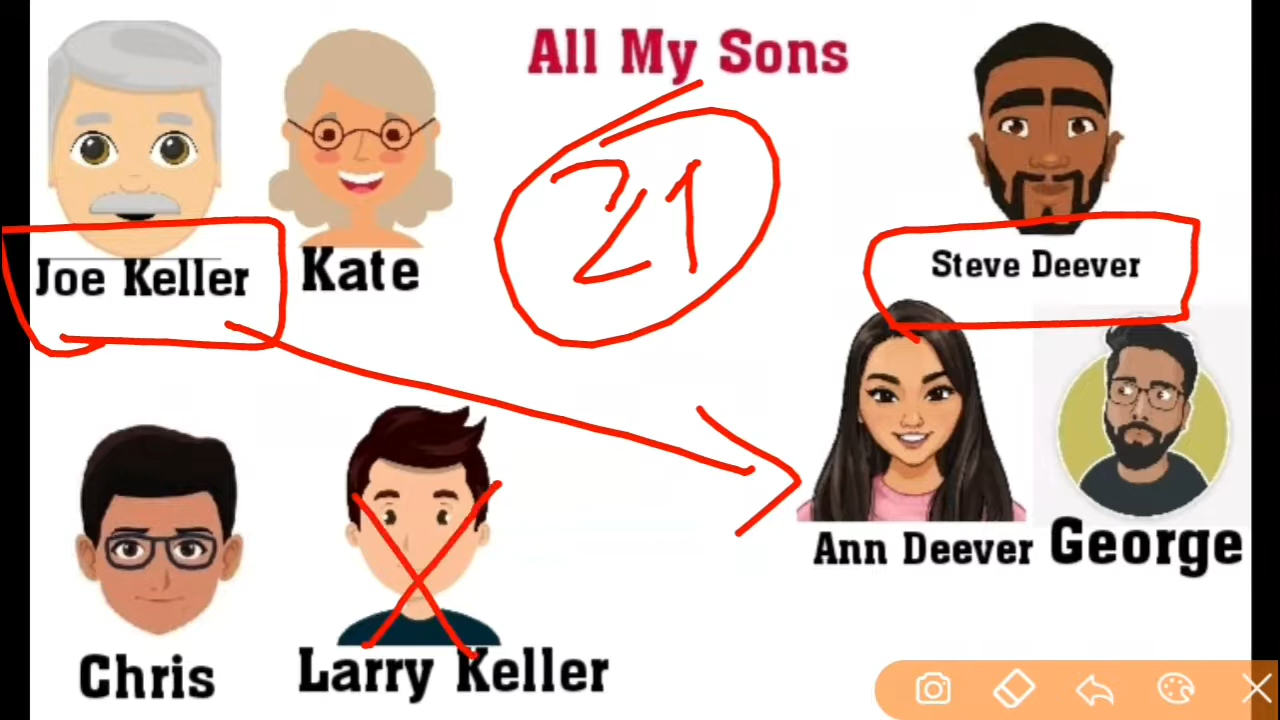 All My Sons
21
Joe Keller
Kate
Steve Deever
Ann Deever
George
Chris
Larry Keller